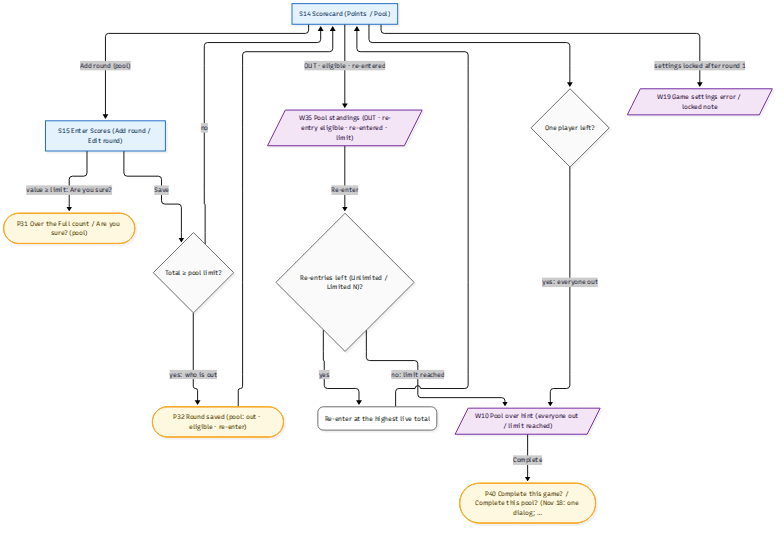 S14 Scorecard (Points / Pool)
Add round (pool)
OUT · eligible · re-entered
settings locked after round 1
W19 Game settings error /
locked note
S15 Enter Scores (Add round /
Edit round)
no
W35 Pool standings (OUT · re-
entry eligible · re-entered ·
limit)
One player left?
value ≥ limit: Are you sure?
Save
Re-enter
P31 Over the Full count / Are you
sure? (pool)
Total ≥ pool limit?
Re-entries left (Unlimited /
Limited N)?
yes: everyone out
yes: who is out
yes
no: limit reached
P32 Round saved (pool: out ·
eligible · re-enter)
Re-enter at the highest live total
W10 Pool over hint (everyone out
/ limit reached)
Complete
P40 Complete this game? /
Complete this pool? (Nov 18: one
dialog; ...